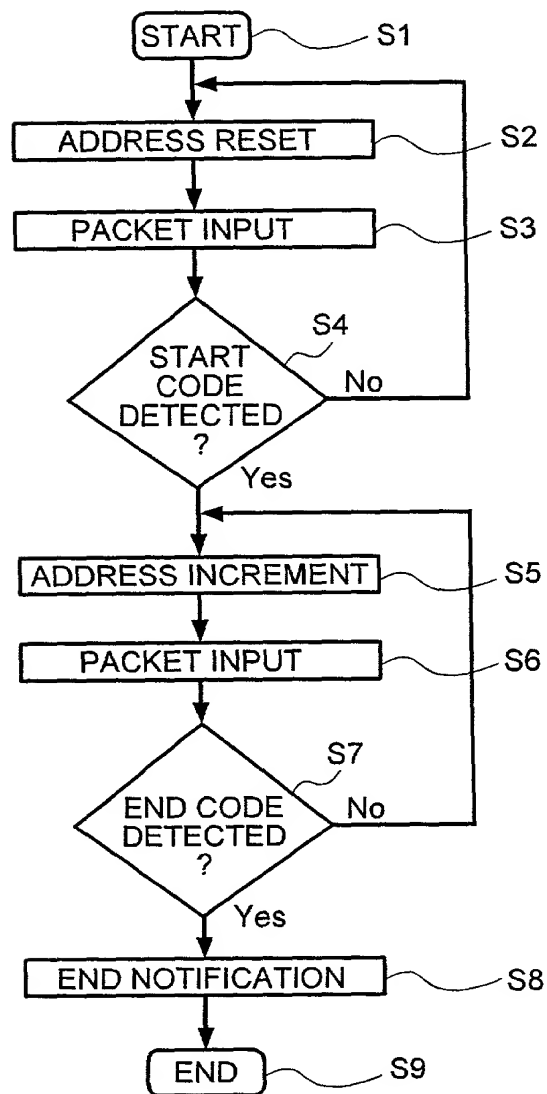 START
S1
ADDRESS RESET
S2
PACKET INPUT
S3
S4
START
CODE
DETECTED
?
No
Yes
ADDRESS INCREMENT
S5
PACKET INPUT
S6
S7
END CODE
DETECTED
?
No
Yes
END NOTIFICATION
S8
END
S9